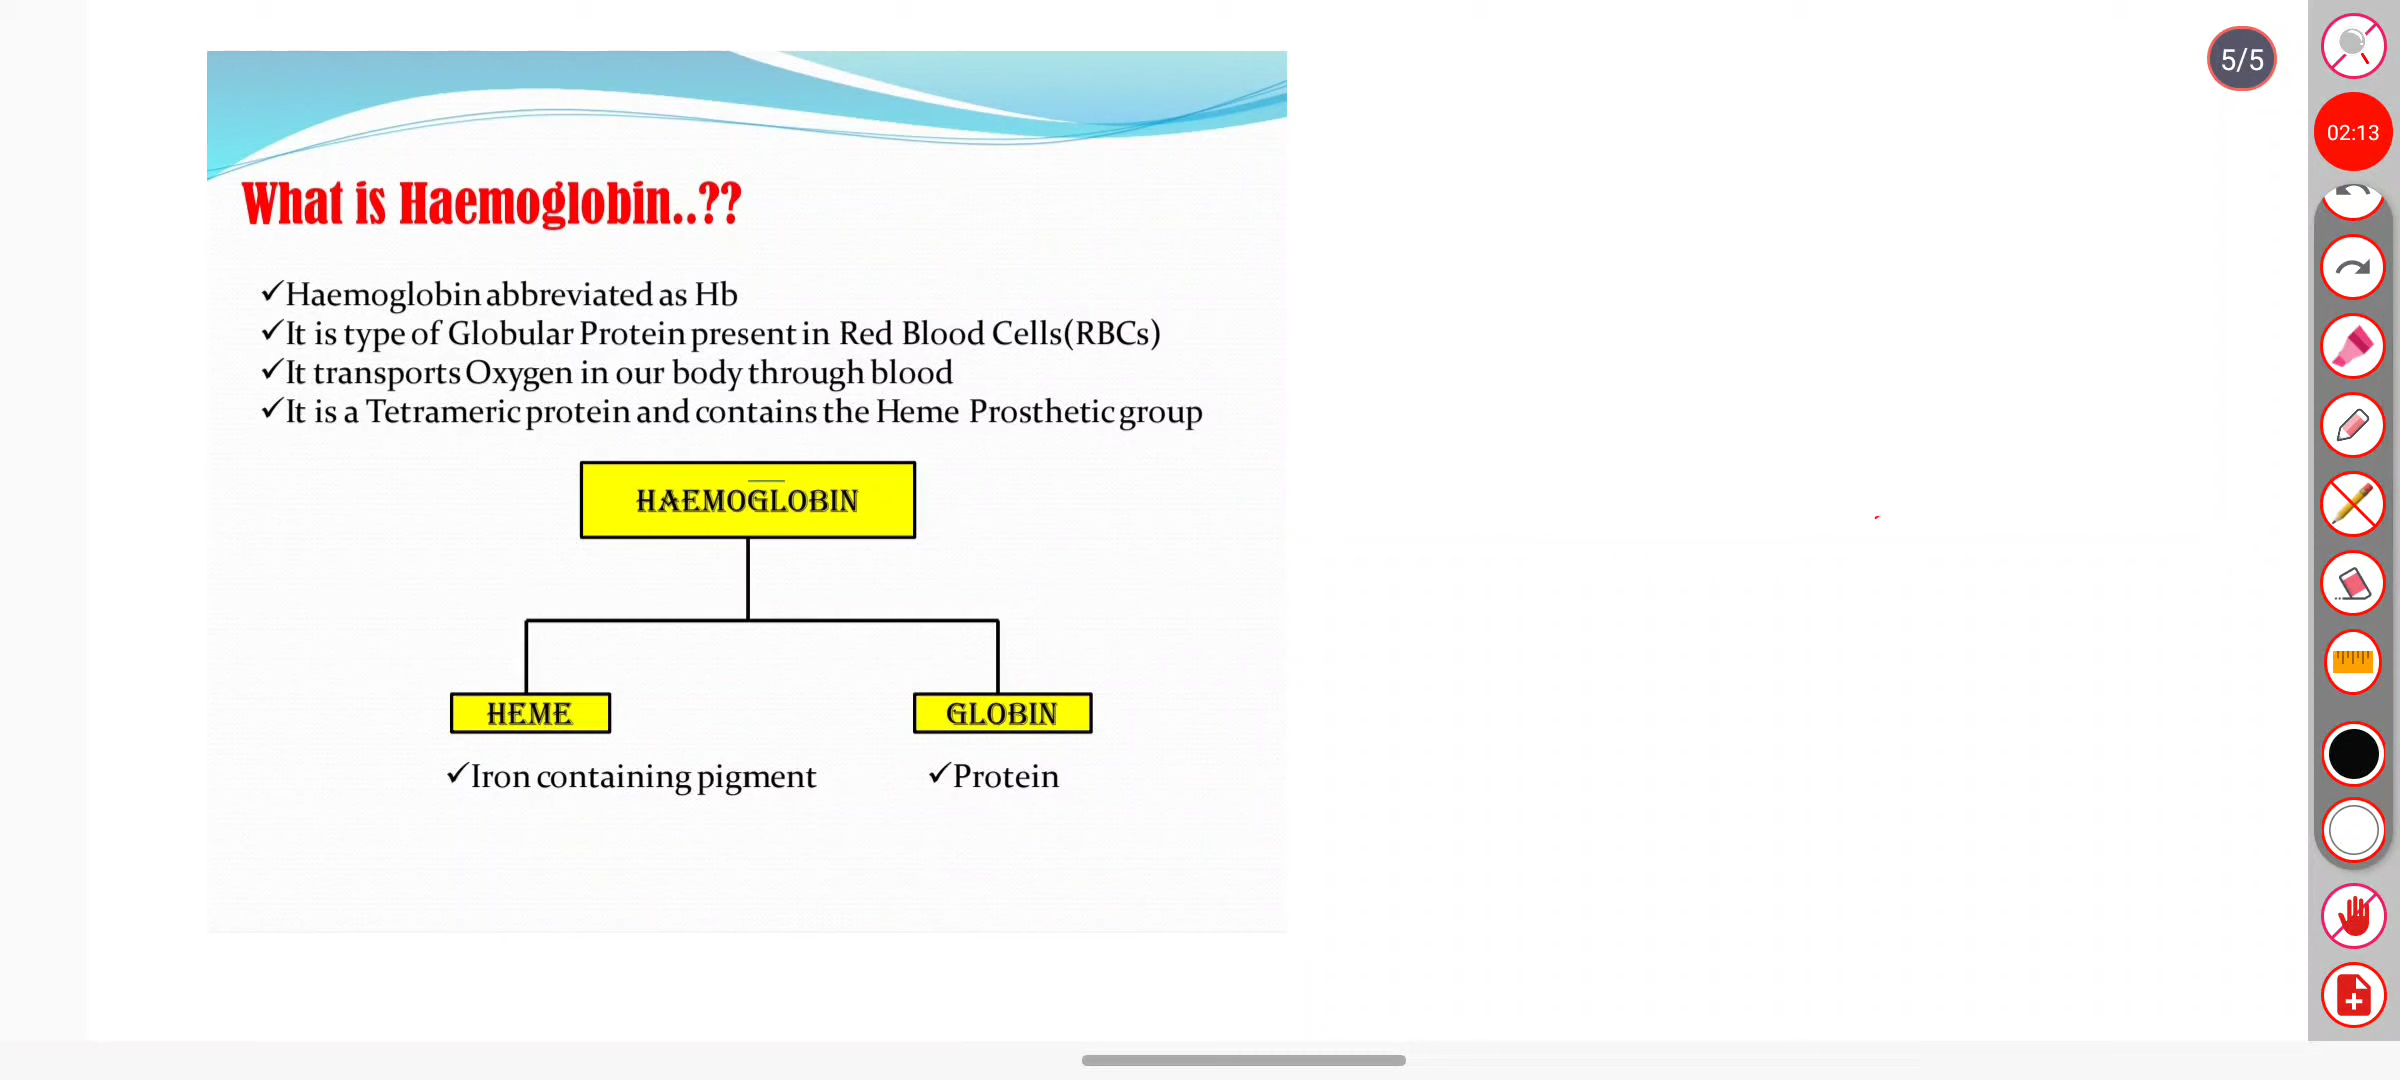 5/5
02:13
What is Haemoglobin..??
✓Haemoglobin abbreviated as Hb
✓It is type of Globular Protein present in Red Blood Cells(RBCs)
✓It transports Oxygen in our body through blood
✓It is a Tetrameric protein and contains the Heme Prosthetic group
HAEMOGLOBIN
HEME
GLOBIN
✓Iron containing pigment
✓Protein